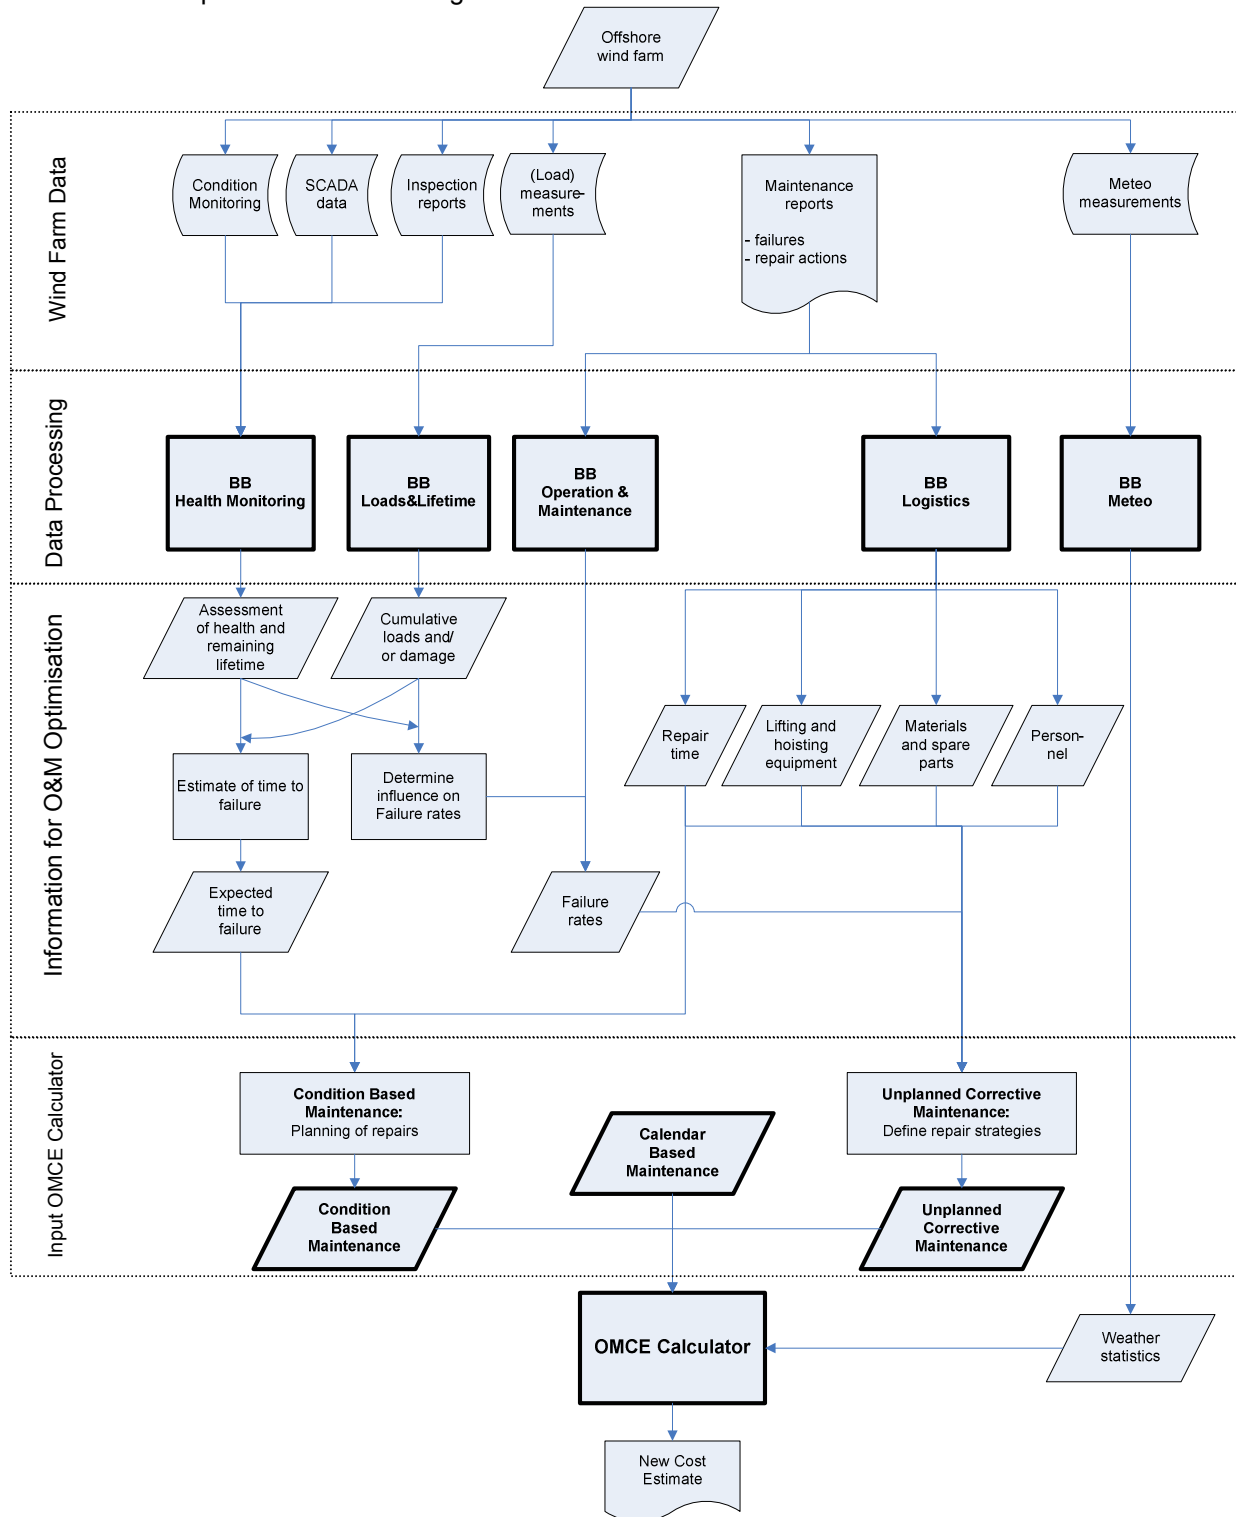 Offshore
wind farm
Wind Farm Data
Condition
Monitoring
SCADA
data
Inspection
reports
(Load)
measure-
ments
Maintenance
reports
- failures
- repair actions
Meteo
measurements
Data Processing
BB
Health Monitoring
BB
Loads&Lifetime
BB
Operation &
Maintenance
BB
Logistics
BB
Meteo
Information for O&M Optimisation
Assessment
of health and
remaining
lifetime
Cumulative
loads and/
or damage
Repair
time
Lifting and
hoisting
equipment
Materials
and spare
parts
Person-
nel
Estimate of time to
failure
Determine
influence on
Failure rates
Expected
time to
failure
Failure
rates
Input OMCE Calculator
Condition Based
Maintenance:
Planning of repairs
Calendar
Based
Maintenance
Unplanned Corrective
Maintenance:
Define repair strategies
Condition
Based
Maintenance
Unplanned
Corrective
Maintenance
OMCE Calculator
Weather
statistics
New Cost
Estimate